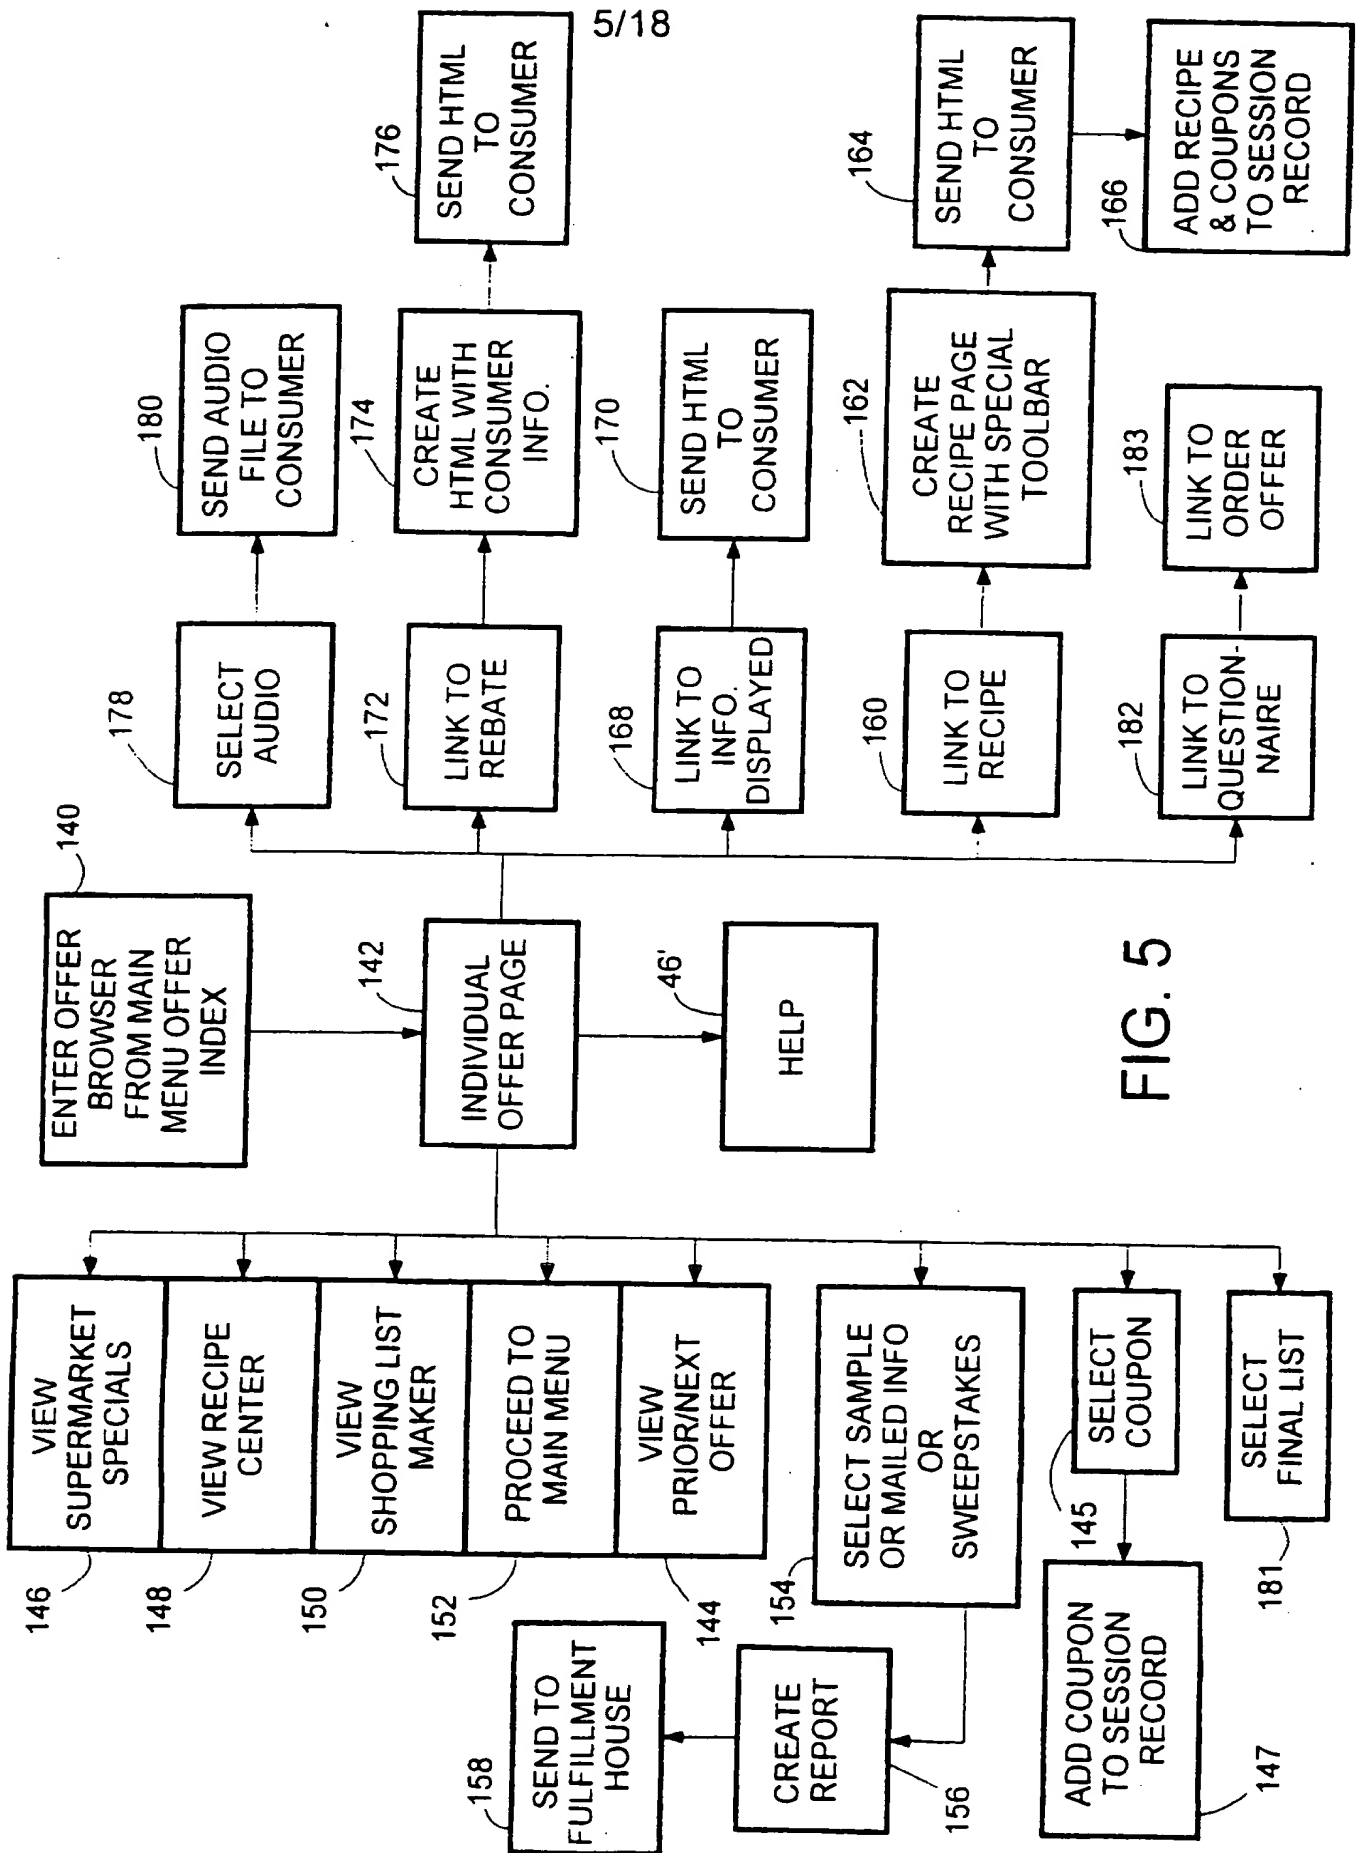 5/18
140
ENTER OFFER
BROWSER
FROM MAIN
MENU OFFER
INDEX
142
INDIVIDUAL
OFFER PAGE
46'
HELP
146
VIEW
SUPERMARKET
SPECIALS
148
VIEW RECIPE
CENTER
150
VIEW
SHOPPING LIST
MAKER
152
PROCEED TO
MAIN MENU
144
VIEW
PRIOR/NEXT
OFFER
154
SELECT SAMPLE
OR MAILED INFO
OR
SWEEPSTAKES
156
CREATE
REPORT
158
SEND TO
FULFILLMENT
HOUSE
145
SELECT
COUPON
147
ADD COUPON
TO SESSION
RECORD
181
SELECT
FINAL LIST
178
SELECT
AUDIO
180
SEND AUDIO
FILE TO
CONSUMER
172
LINK TO
REBATE
174
CREATE
HTML WITH
CONSUMER
INFO.
176
SEND HTML
TO
CONSUMER
168
LINK TO
INFO.
DISPLAYED
170
SEND HTML
TO
CONSUMER
160
LINK TO
RECIPE
162
CREATE
RECIPE PAGE
WITH SPECIAL
TOOLBAR
164
SEND HTML
TO
CONSUMER
166
ADD RECIPE
& COUPONS
TO SESSION
RECORD
182
LINK TO
QUESTION-
NAIRE
183
LINK TO
ORDER
OFFER
FIG. 5